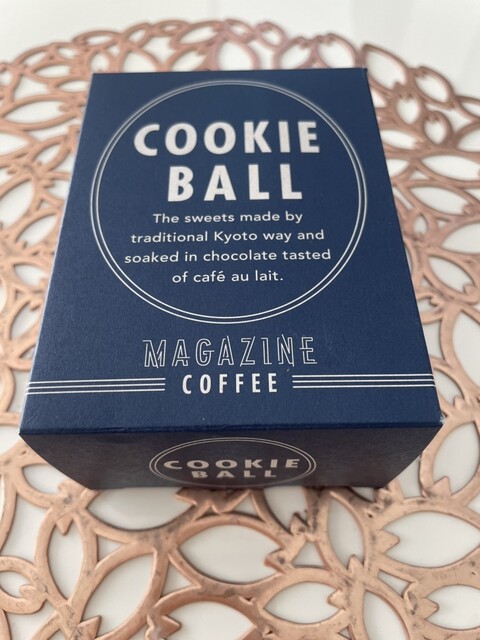 COOKIE
BALL
The sweets made by
traditional Kyoto way and
soaked in chocolate tasted
of café au lait.
MAGAZINE
COFFEE
COOKIE
BALL